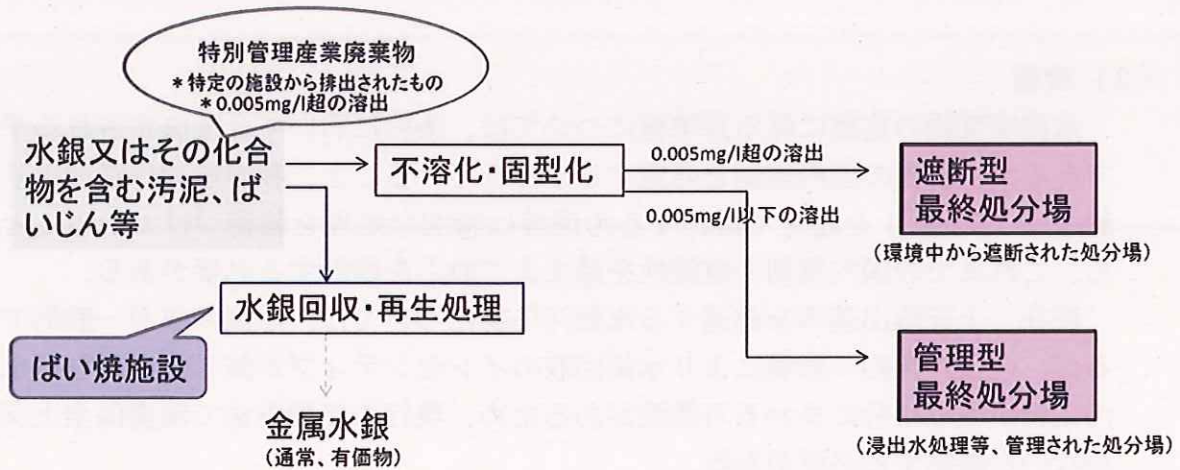 特別管理産業廃棄物
＊特定の施設から排出されたもの
＊0.005mg/l超の溶出
水銀又はその化合
物を含む汚泥、ば
いじん等
不溶化・固型化
0.005mg/l超の溶出
0.005mg/l以下の溶出
遮断型
最終処分場
(環境中から遮断された処分場)
水銀回収・再生処理
ばい焼施設
金属水銀
(通常、有価物)
管理型
最終処分場
(浸出水処理等、管理された処分場)